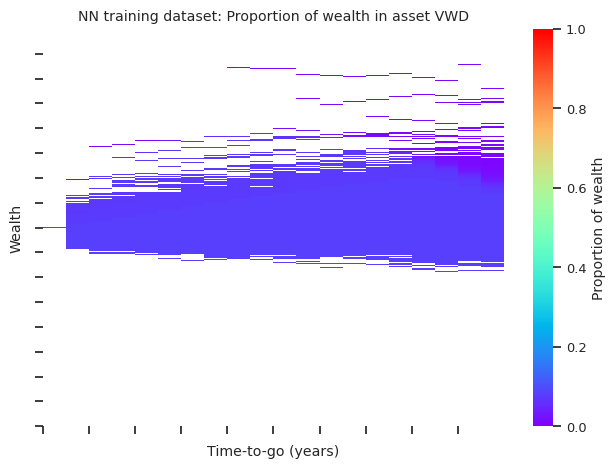 NN training dataset: Proportion of wealth in asset VWD
Wealth
Time-to-go (years)
1.0
0.8
0.6
0.4
0.2
0.0
Proportion of wealth